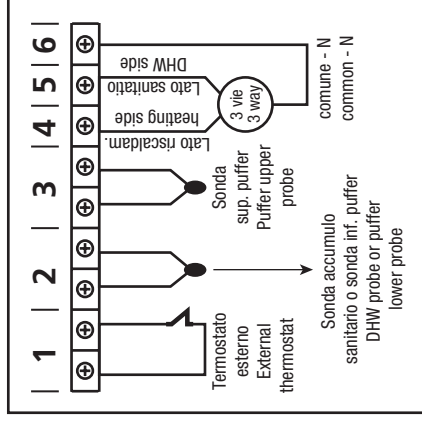 1 2 3 4 5 6
Termostato
esterno
External
thermostat
Sonda accumulo
sanitario o sonda inf. puffer
DHW probe or puffer
lower probe
Sonda
sup. puffer
Puffer upper
probe
Lato riscaldam.
heating side
Lato sanitatio
DHW side
3 vie
3 way
comune - N
common - N